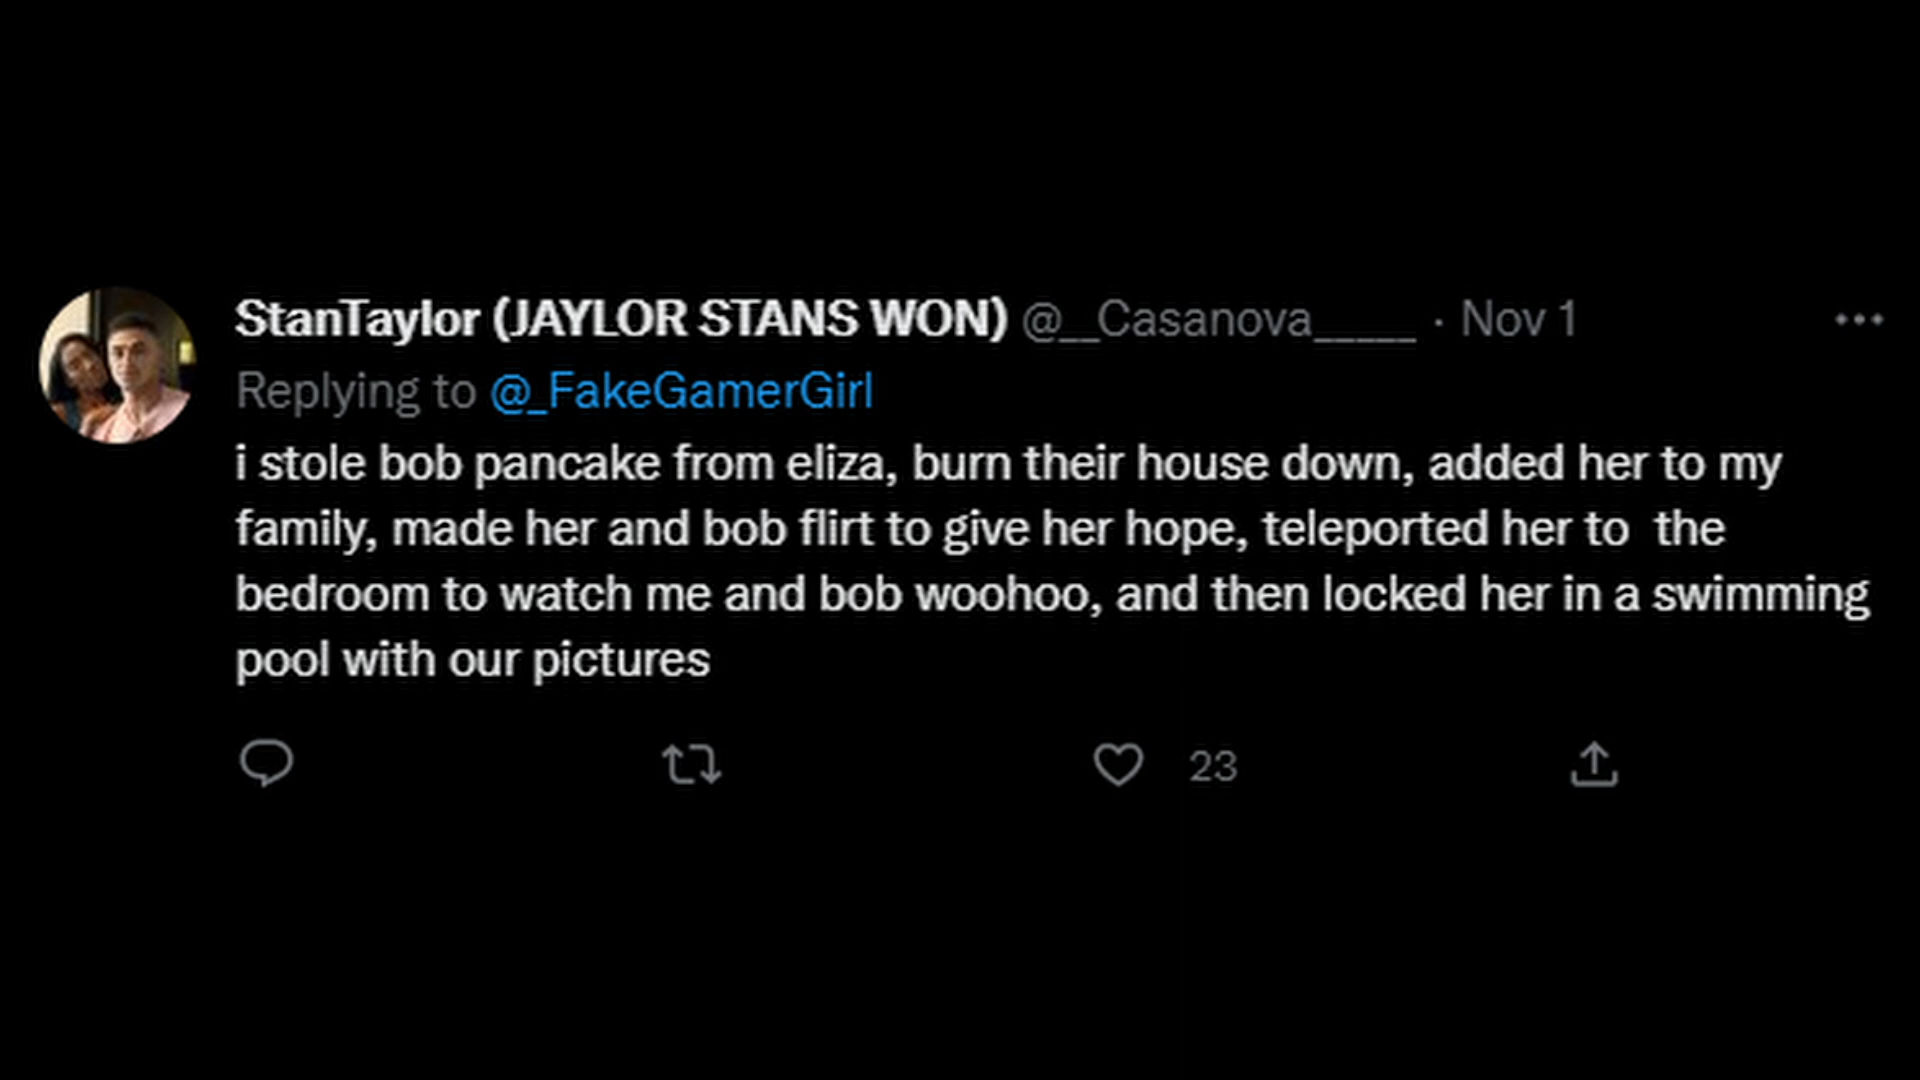 StanTaylor (JAYLOR STANS WON) @__Casanova_____ · Nov 1
Replying to @_FakeGamerGirl
i stole bob pancake from eliza, burn their house down, added her to my
family, made her and bob flirt to give her hope, teleported her to  the
bedroom to watch me and bob woohoo, and then locked her in a swimming
pool with our pictures
23